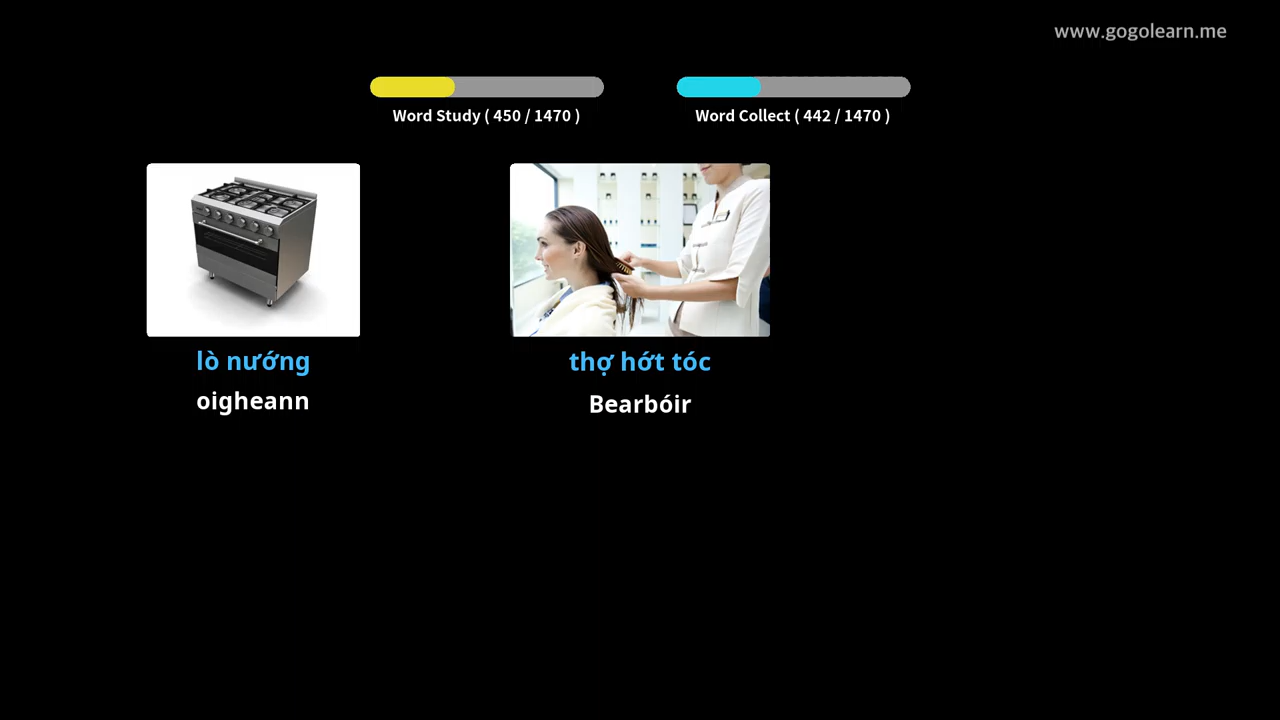 www.gogolearn.me
Word Study ( 450 / 1470 )
Word Collect ( 442 / 1470 )
lò nướng
oigheann
thợ hớt tóc
Bearbóir